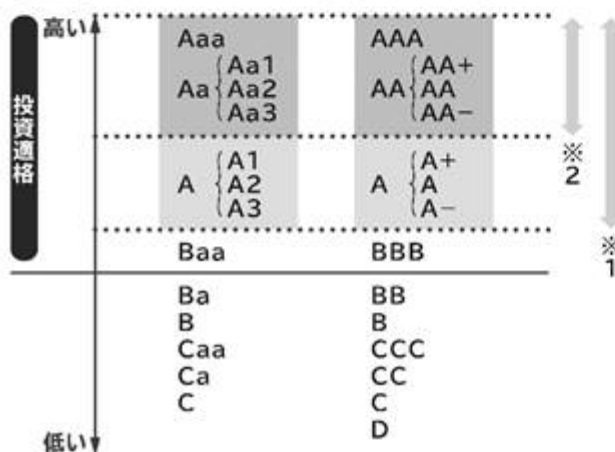 高い
投資適格
Aaa AAA
Aa1 AA+
Aa Aa2 AA AA
Aa3 AA−
A1 A+
A A2 A A
A3 A−
Baa BBB
※2
※1
Ba BB
B B
Caa CCC
Ca CC
C C
D
低い